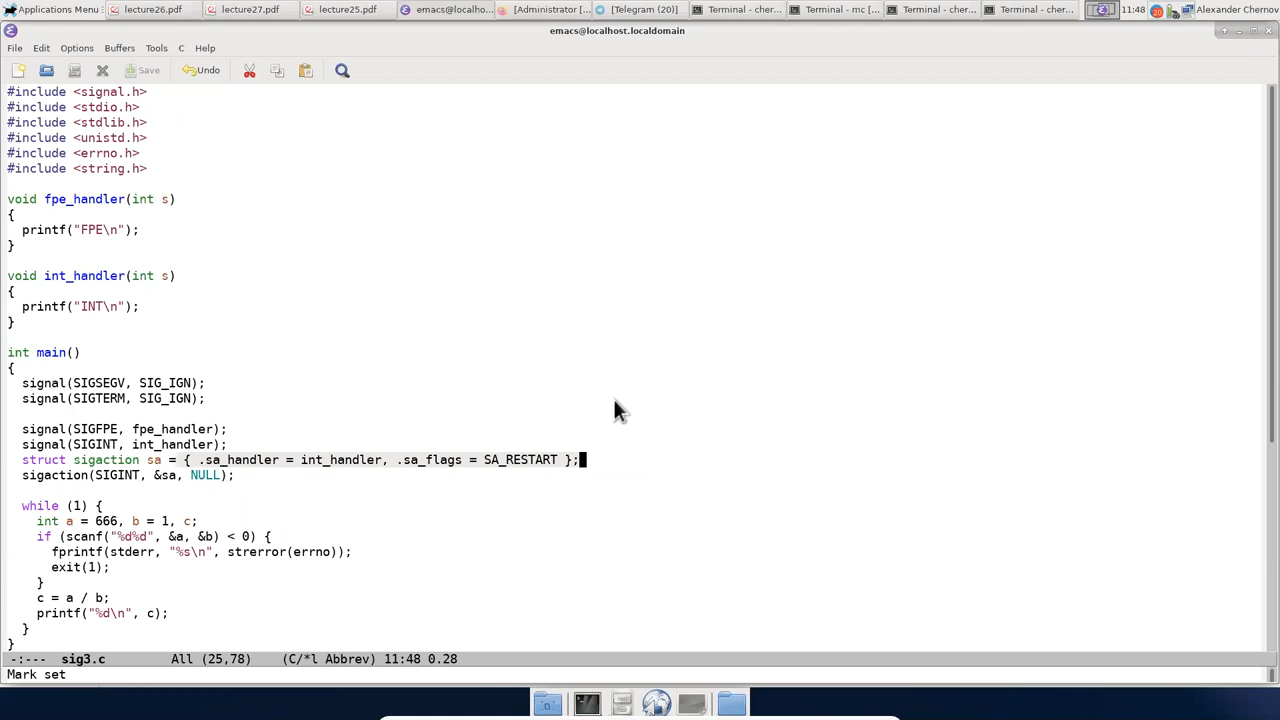 Applications Menu lecture26.pdf lecture27.pdf lecture25.pdf emacs@localho... [Administrator [... [Telegram (20)] Terminal - cher... Terminal - mc [... Terminal - cher... Terminal - cher... 11:48 20 Alexander Chernov
emacs@localhost.localdomain
File Edit Options Buffers Tools C Help
Save Undo
#include <signal.h>
#include <stdio.h>
#include <stdlib.h>
#include <unistd.h>
#include <errno.h>
#include <string.h>
void fpe_handler(int s)
{
  printf("FPE\n");
}
void int_handler(int s)
{
  printf("INT\n");
}
int main()
{
  signal(SIGSEGV, SIG_IGN);
  signal(SIGTERM, SIG_IGN);
  signal(SIGFPE, fpe_handler);
  signal(SIGINT, int_handler);
  struct sigaction sa = { .sa_handler = int_handler, .sa_flags = SA_RESTART };
  sigaction(SIGINT, &sa, NULL);
  while (1) {
    int a = 666, b = 1, c;
    if (scanf("%d%d", &a, &b) < 0) {
      fprintf(stderr, "%s\n", strerror(errno));
      exit(1);
    }
    c = a / b;
    printf("%d\n", c);
  }
}
-:--- sig3.c All (25,78) (C/*l Abbrev) 11:48 0.28
Mark set